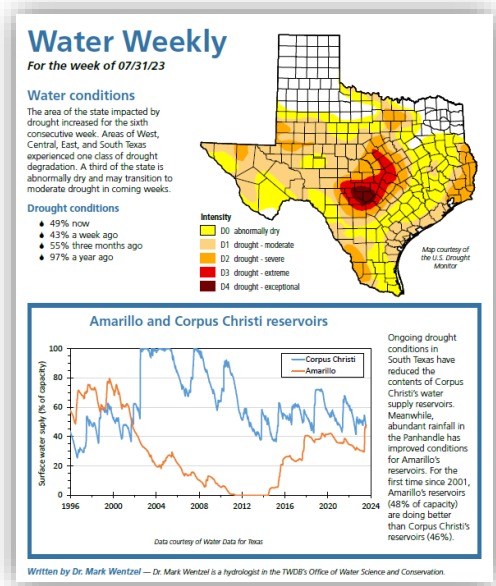 Water Weekly
For the week of 07/31/23
Water conditions
The area of the state impacted by
drought increased for the sixth
consecutive week. Areas of West,
Central, East, and South Texas
experienced one class of drought
degradation. A third of the state is
abnormally dry and may transition to
moderate drought in coming weeks.
Drought conditions
49% now
43% a week ago
55% three months ago
97% a year ago
Intensity
D0 abnormally dry
D1 drought - moderate
D2 drought - severe
D3 drought - extreme
D4 drought - exceptional
Map courtesy of
the U.S. Drought
Monitor
Amarillo and Corpus Christi reservoirs
Surface water suply (% of capacity)
100
80
60
40
20
0
1996 2000 2004 2008 2012 2016 2020 2024
Corpus Christi
Amarillo
Data courtesy of Water Data for Texas
Ongoing drought
conditions in
South Texas have
reduced the
contents of Corpus
Christi's water
supply reservoirs.
Meanwhile,
abundant rainfall in
the Panhandle has
improved conditions
for Amarillo's
reservoirs. For the
first time since 2001,
Amarillo's reservoirs
(48% of capacity)
are doing better
than Corpus Christi's
reservoirs (46%).
Written by Dr. Mark Wentzel — Dr. Mark Wentzel is a hydrologist in the TWDB's Office of Water Science and Conservation.